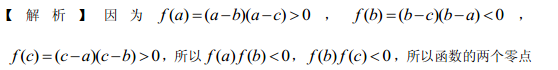 【 解 析 】 因 为 f(a)=(a−b)(a−c)>0 , f(b)=(b−c)(b−a)<0 ,
f(c)=(c−a)(c−b)>0,所以 f(a)f(b)<0,f(b)f(c)<0,所以函数的两个零点